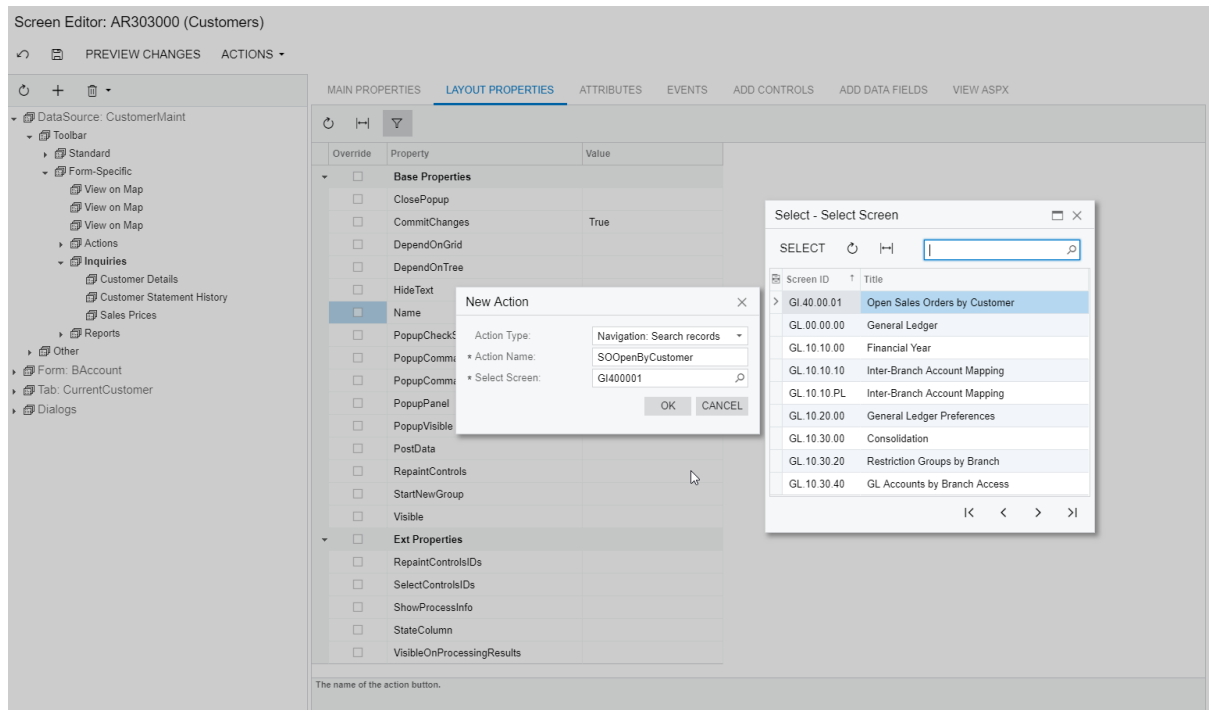 Screen Editor: AR303000 (Customers)
PREVIEW CHANGES ACTIONS
DataSource: CustomerMaint
Toolbar
Standard
Form-Specific
View on Map
View on Map
View on Map
Actions
Inquiries
Customer Details
Customer Statement History
Sales Prices
Reports
Other
Form: BAccount
Tab: CurrentCustomer
Dialogs
MAIN PROPERTIES LAYOUT PROPERTIES ATTRIBUTES EVENTS ADD CONTROLS ADD DATA FIELDS VIEW ASPX
Override Property Value
Base Properties
ClosePopup
CommitChanges True
DependOnGrid
DependOnTree
HideText
Name
PopupPanel
PopupVisible
PostData
RepaintControls
StartNewGroup
Visible
Ext Properties
RepaintControlsIDs
SelectControlsIDs
ShowProcessInfo
StateColumn
VisibleOnProcessingResults
The name of the action button.
New Action
Action Type: Navigation: Search records
* Action Name: SOOpenByCustomer
* Select Screen: GI400001
OK CANCEL
Select - Select Screen
SELECT
Screen ID Title
GI.40.00.01 Open Sales Orders by Customer
GL.00.00.00 General Ledger
GL.10.10.00 Financial Year
GL.10.10.10 Inter-Branch Account Mapping
GL.10.10.PL Inter-Branch Account Mapping
GL.10.20.00 General Ledger Preferences
GL.10.30.00 Consolidation
GL.10.30.20 Restriction Groups by Branch
GL.10.30.40 GL Accounts by Branch Access